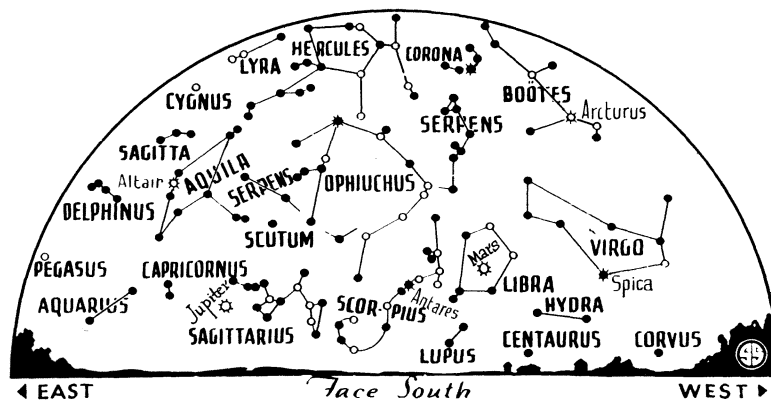 HERCULES
LYRA
CORONA
CYGNUS
BOÖTES
Arcturus
SERPENS
SAGITTA
Altair
AQUILA
SERPENS
OPHIUCHUS
DELPHINUS
SCUTUM
VIRGO
Mars
PEGASUS
CAPRICORNUS
LIBRA
Spica
AQUARIUS
Jupiter
SCOR-PIUS
Antares
HYDRA
SAGITTARIUS
LUPUS
CENTAURUS
CORVUS
EAST
Face South
WEST